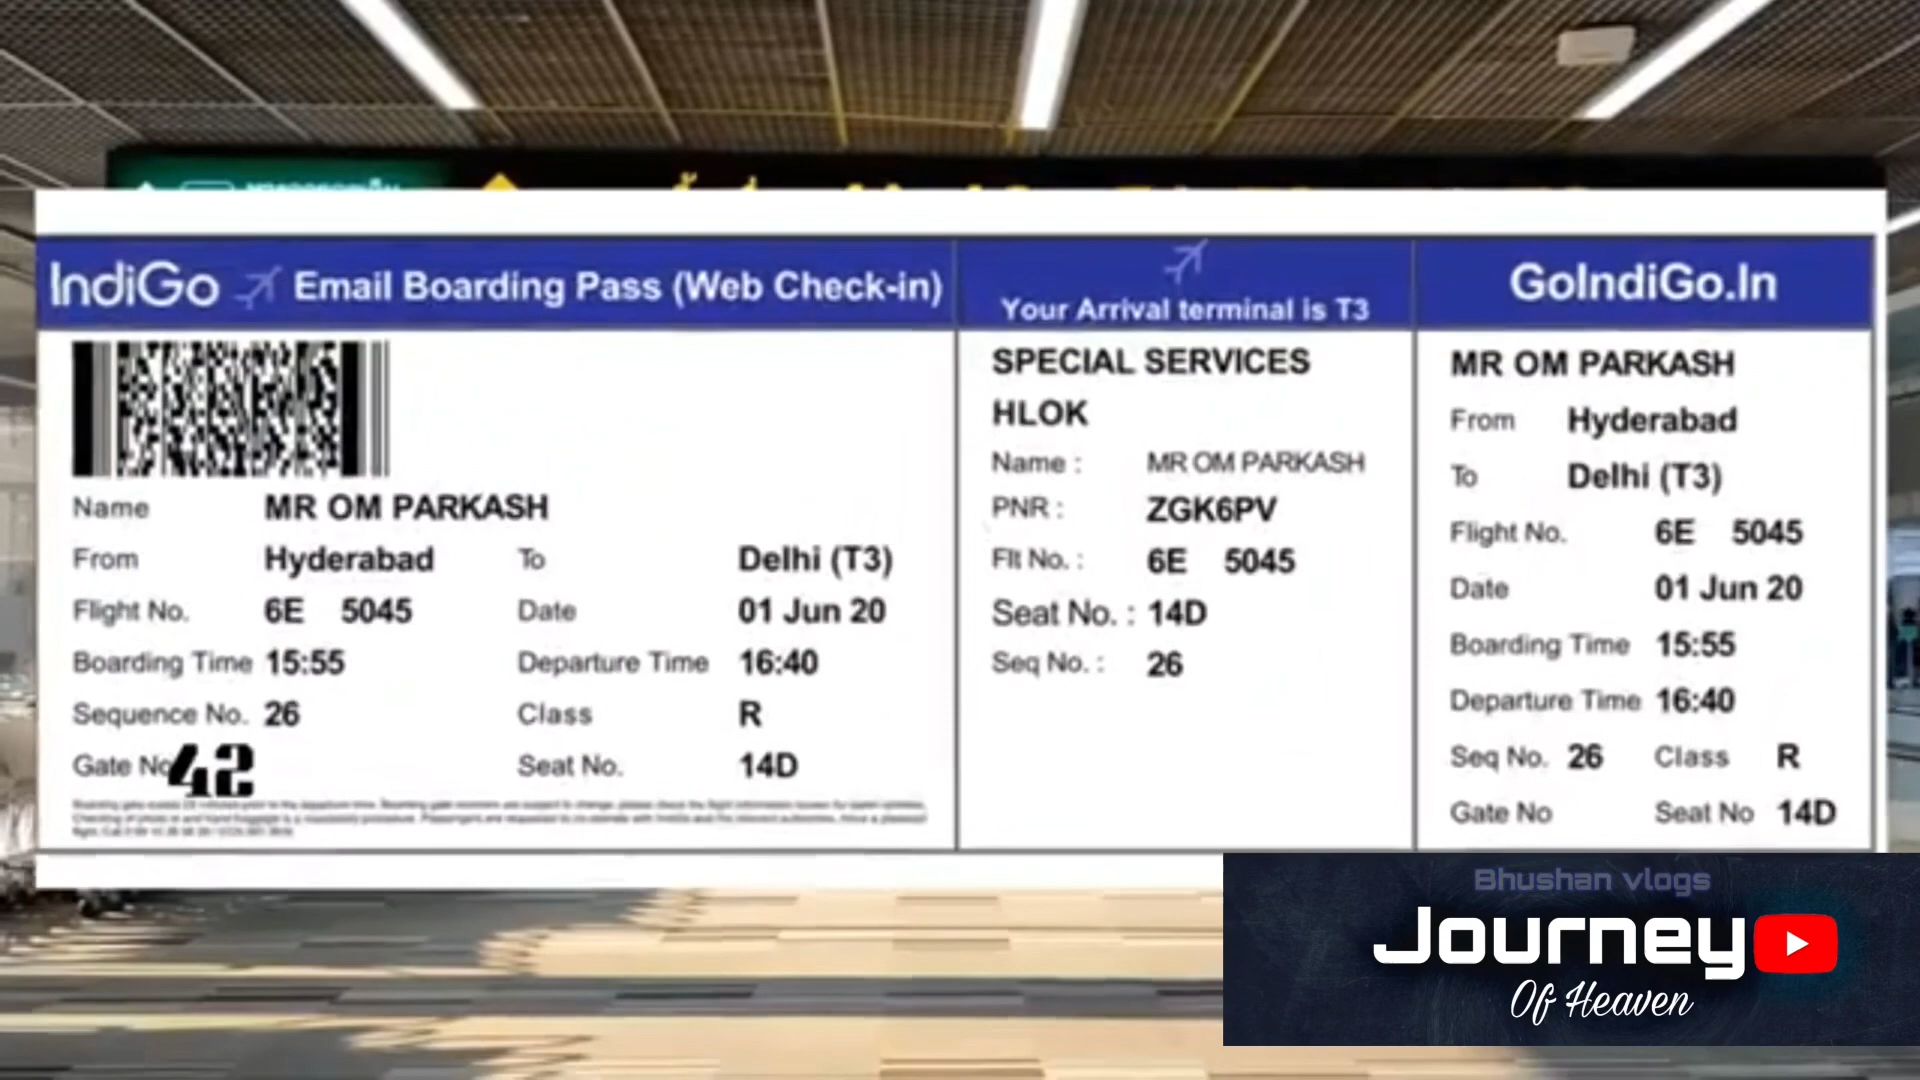 IndiGo Email Boarding Pass (Web Check-in)
Name MR OM PARKASH
From Hyderabad To Delhi (T3)
Flight No. 6E 5045 Date 01 Jun 20
Boarding Time 15:55 Departure Time 16:40
Sequence No. 26 Class R
Gate No 42 Seat No. 14D
Your Arrival terminal is T3
SPECIAL SERVICES
HLOK
Name : MR OM PARKASH
PNR : ZGK6PV
Flt No. : 6E 5045
Seat No. : 14D
Seq No. : 26
GoIndiGo.In
MR OM PARKASH
From Hyderabad
To Delhi (T3)
Flight No. 6E 5045
Date 01 Jun 20
Boarding Time 15:55
Departure Time 16:40
Seq No. 26 Class R
Gate No Seat No 14D
Bhushan vlogs
Journey
Of Heaven